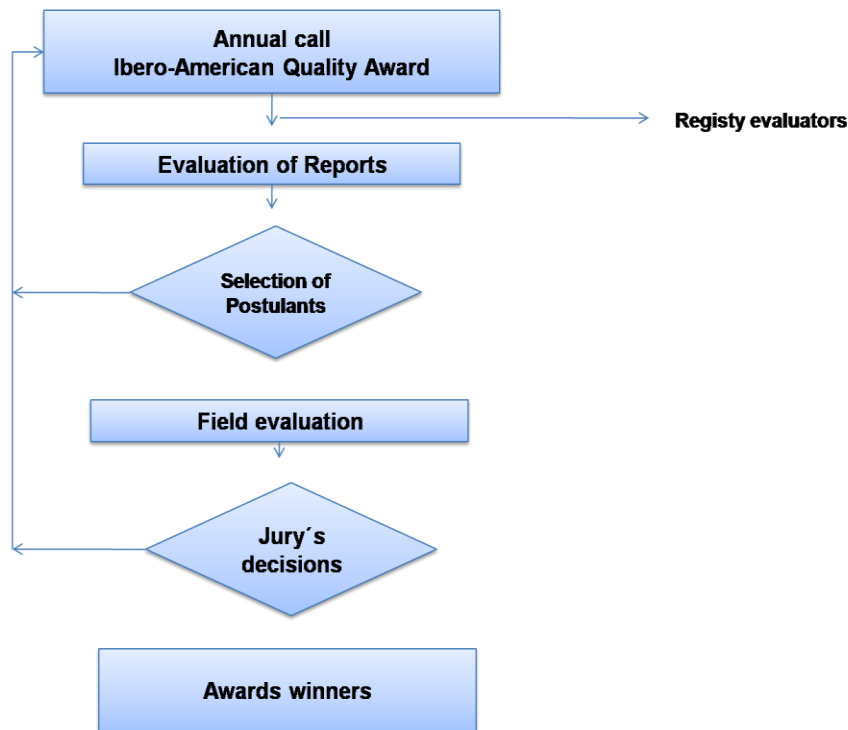 Annual call
Ibero-American Quality Award
Registy evaluators
Evaluation of Reports
Selection of
Postulants
Field evaluation
Jury´s
decisions
Awards winners